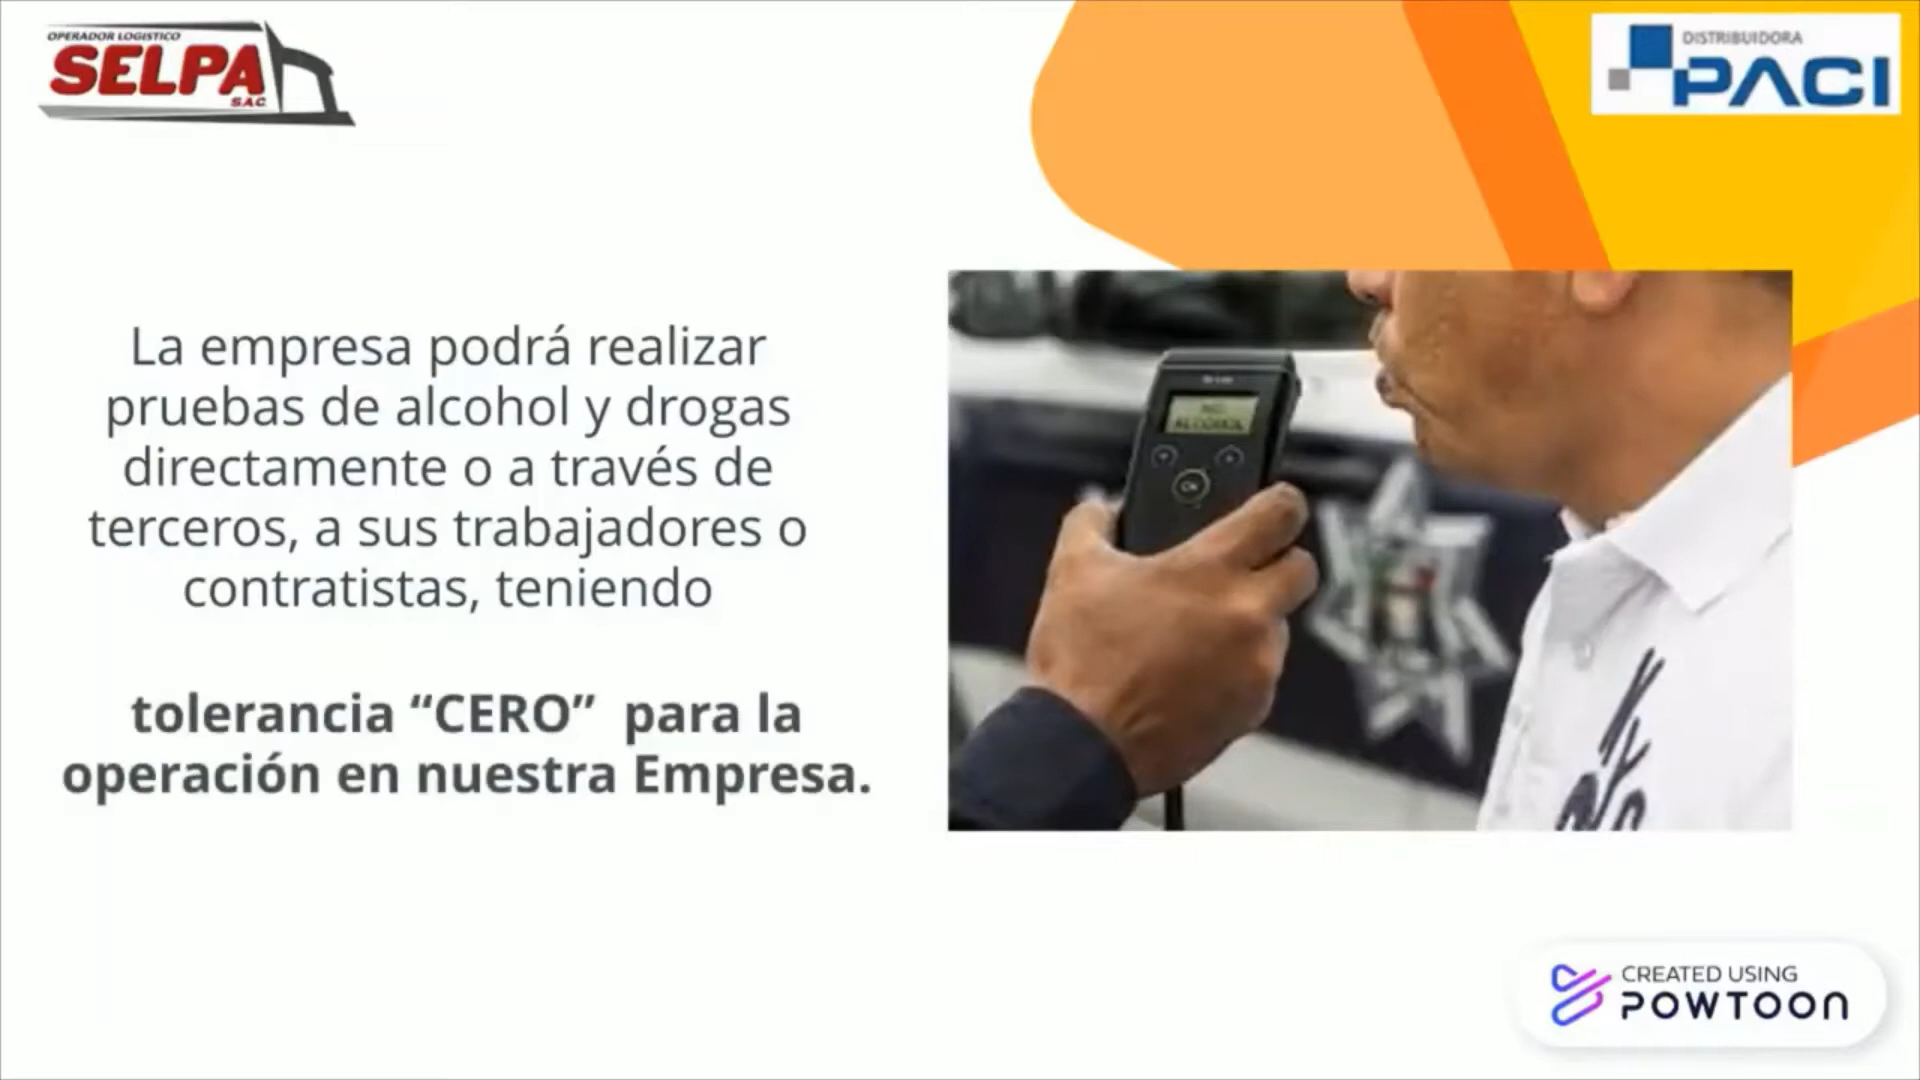 OPERADOR LOGISTICO
SELPA
S.A.C
DISTRIBUIDORA
PACI
La empresa podrá realizar
pruebas de alcohol y drogas
directamente o a través de
terceros, a sus trabajadores o
contratistas, teniendo
tolerancia “CERO” para la
operación en nuestra Empresa.
NO
ALCOHOL
OK
CREATED USING
POWTOON